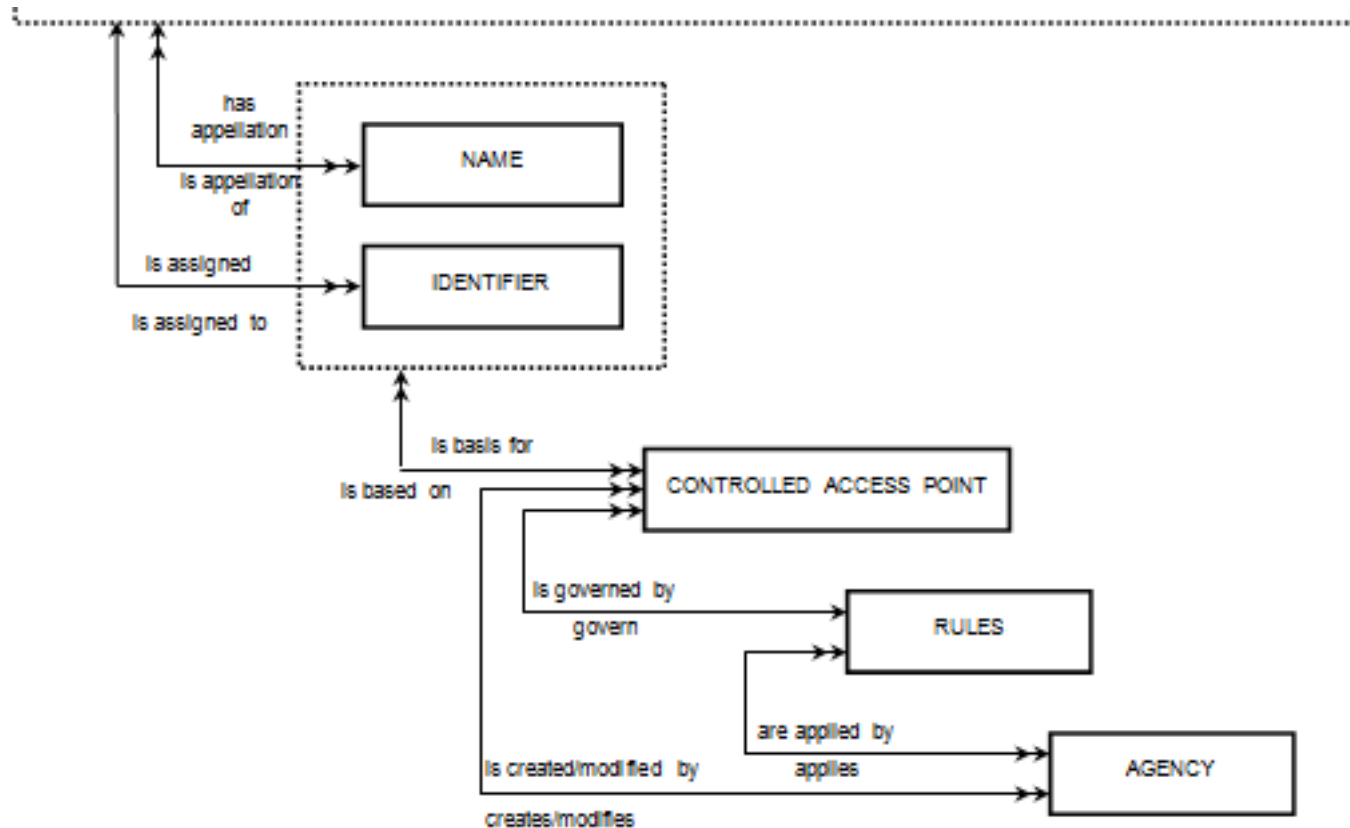 has
appellation
NAME
Is appellation
of
Is assigned
IDENTIFIER
Is assigned to
Is basis for
Is based on
CONTROLLED ACCESS POINT
Is governed by
govern
RULES
are applied by
applies
Is created/modified by
creates/modifies
AGENCY